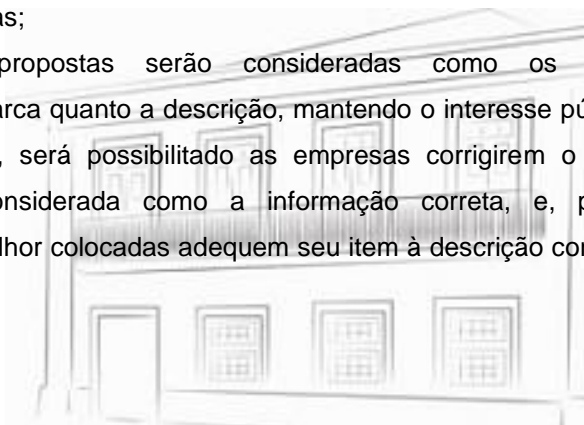 as;
propostas serão consideradas como os
arca quanto a descrição, mantendo o interesse pú
, será possibilitado as empresas corrigirem o
onsiderada como a informação correta, e, p
lhor colocadas adequem seu item à descrição cor